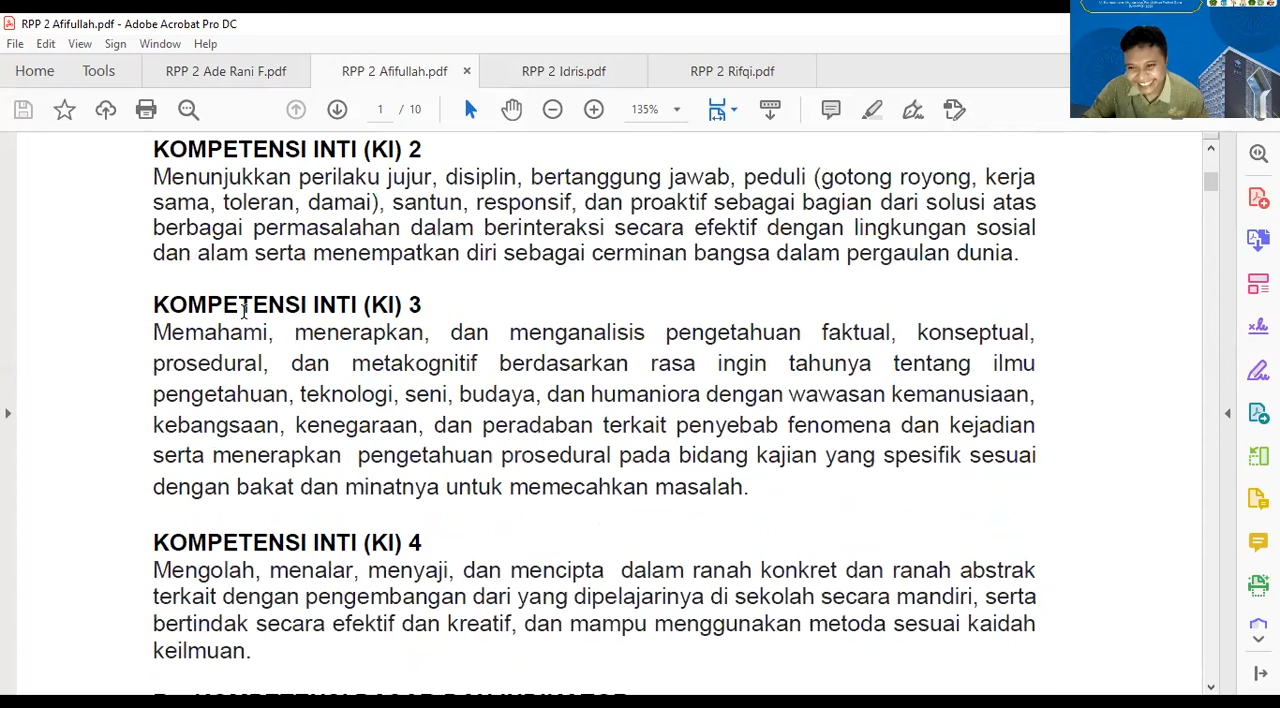 RPP 2 Afifullah.pdf - Adobe Acrobat Pro DC
File Edit View Sign Window Help
Home Tools RPP 2 Ade Rani F.pdf RPP 2 Afifullah.pdf × RPP 2 Idris.pdf RPP 2 Rifqi.pdf
1 / 10 135%
KOMPETENSI INTI (KI) 2
Menunjukkan perilaku jujur, disiplin, bertanggung jawab, peduli (gotong royong, kerja
sama, toleran, damai), santun, responsif, dan proaktif sebagai bagian dari solusi atas
berbagai permasalahan dalam berinteraksi secara efektif dengan lingkungan sosial
dan alam serta menempatkan diri sebagai cerminan bangsa dalam pergaulan dunia.
KOMPETENSI INTI (KI) 3
Memahami, menerapkan, dan menganalisis pengetahuan faktual, konseptual,
prosedural, dan metakognitif berdasarkan rasa ingin tahunya tentang ilmu
pengetahuan, teknologi, seni, budaya, dan humaniora dengan wawasan kemanusiaan,
kebangsaan, kenegaraan, dan peradaban terkait penyebab fenomena dan kejadian
serta menerapkan pengetahuan prosedural pada bidang kajian yang spesifik sesuai
dengan bakat dan minatnya untuk memecahkan masalah.
KOMPETENSI INTI (KI) 4
Mengolah, menalar, menyaji, dan mencipta dalam ranah konkret dan ranah abstrak
terkait dengan pengembangan dari yang dipelajarinya di sekolah secara mandiri, serta
bertindak secara efektif dan kreatif, dan mampu menggunakan metoda sesuai kaidah
keilmuan.
KOMPETENSI DASAR DAN INDIKATOR